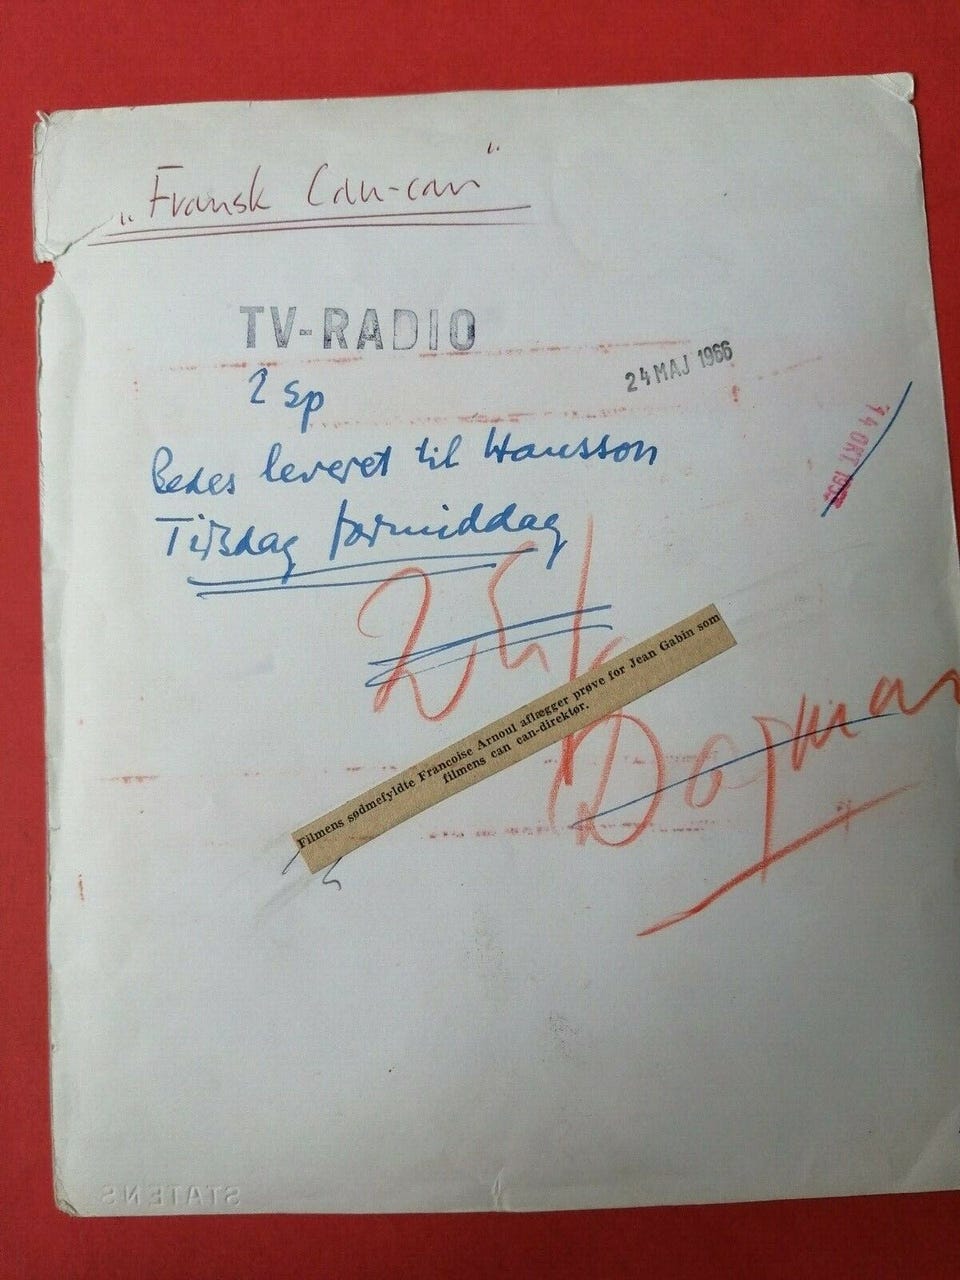 „Fransk Can-can"
TV-RADIO
24 MAJ 1966
2 sp
Bedes leveret til Hansson
Tirsdag formiddag
14 OKT
Filmens sødmefyldte Francoise Arnoul aflægger prøve for Jean Gabin som
filmens can can-direktør.
STATENS